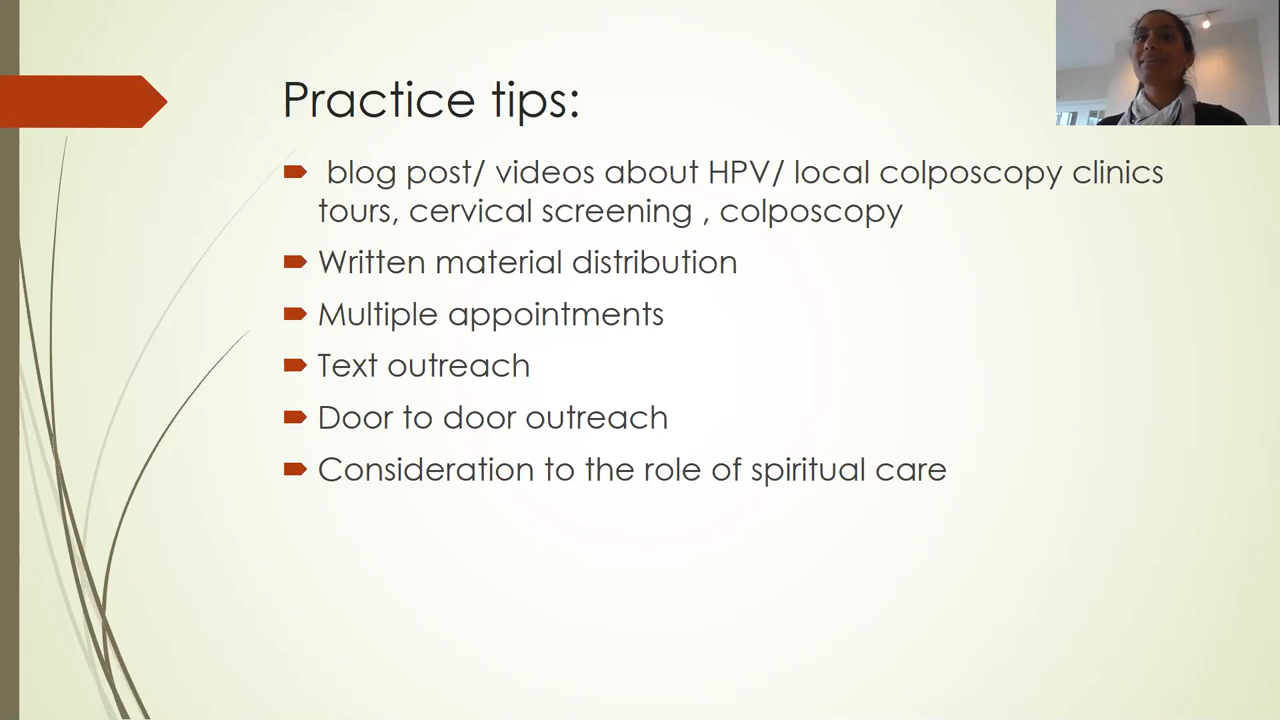 Practice tips:
blog post/ videos about HPV/ local colposcopy clinics
tours, cervical screening , colposcopy
Written material distribution
Multiple appointments
Text outreach
Door to door outreach
Consideration to the role of spiritual care